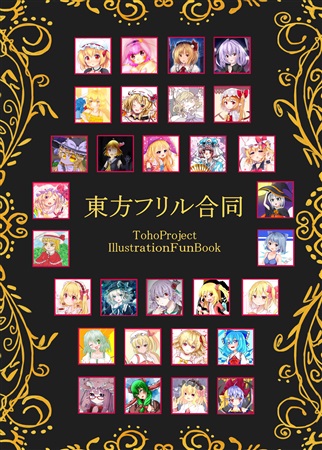 東方フリル合同
TohoProject
IllustrationFunBook